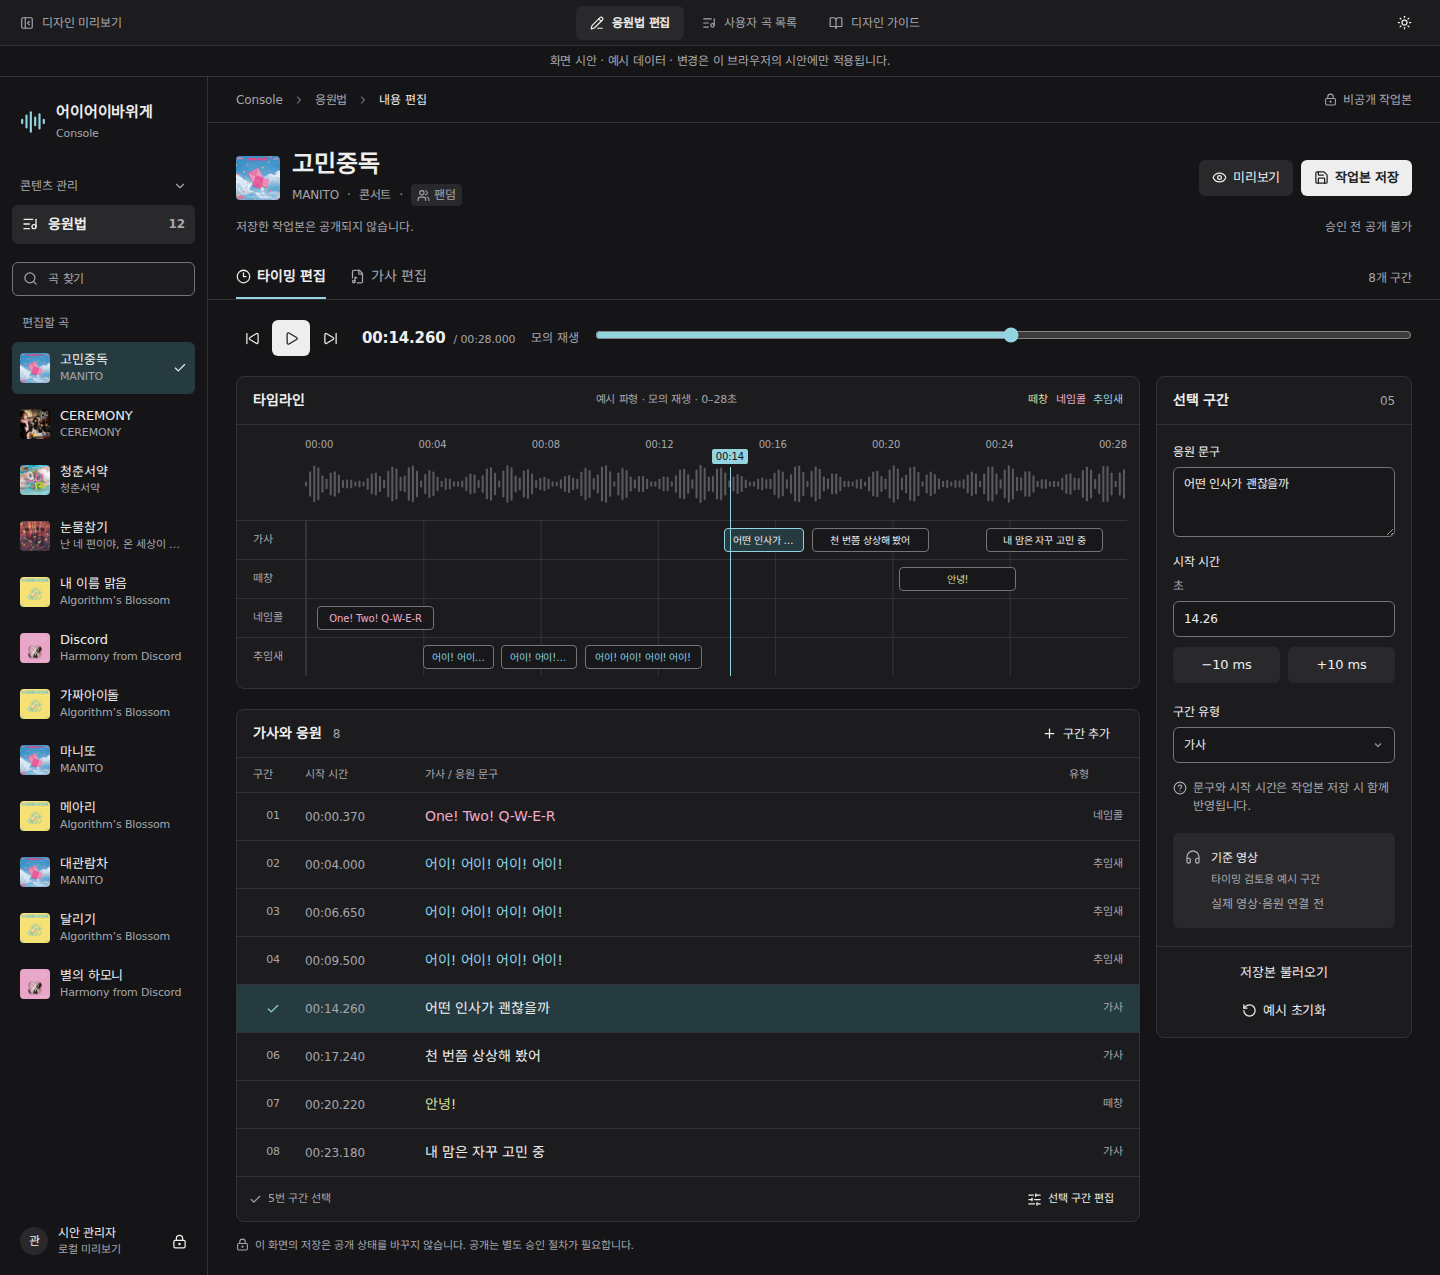 디자인 미리보기
응원법 편집
사용자 곡 목록
디자인 가이드
화면 시안 · 예시 데이터 · 변경은 이 브라우저의 시안에만 적용됩니다.
어이어이바위게
Console
콘텐츠 관리
응원법 12
곡 찾기
편집할 곡
고민중독
MANITO
CEREMONY
CEREMONY
청춘서약
청춘서약
눈물참기
난 네 편이야, 온 세상이 …
내 이름 맑음
Algorithm’s Blossom
Discord
Harmony from Discord
가짜아이돌
Algorithm’s Blossom
마니또
MANITO
메아리
Algorithm’s Blossom
대관람차
MANITO
달리기
Algorithm’s Blossom
별의 하모니
Harmony from Discord
관
시안 관리자
로컬 미리보기
Console > 응원법 > 내용 편집
비공개 작업본
고민중독
MANITO · 콘서트 · 팬덤
미리보기
작업본 저장
저장한 작업본은 공개되지 않습니다.
승인 전 공개 불가
타이밍 편집
가사 편집
8개 구간
00:14.260 / 00:28.000 모의 재생
타임라인
예시 파형 · 모의 재생 · 0–28초
떼창 네임콜 추임새
00:00 00:04 00:08 00:12 00:16 00:20 00:24 00:28
00:14
가사
어떤 인사가 …
천 번쯤 상상해 봤어
내 맘은 자꾸 고민 중
떼창
안녕!
네임콜
One! Two! Q-W-E-R
추임새
어이! 어이…
어이! 어이!…
어이! 어이! 어이! 어이!
가사와 응원 8
구간 추가
구간 시작 시간 가사 / 응원 문구 유형
01 00:00.370 One! Two! Q-W-E-R 네임콜
02 00:04.000 어이! 어이! 어이! 어이! 추임새
03 00:06.650 어이! 어이! 어이! 어이! 추임새
04 00:09.500 어이! 어이! 어이! 어이! 추임새
00:14.260 어떤 인사가 괜찮을까 가사
06 00:17.240 천 번쯤 상상해 봤어 가사
07 00:20.220 안녕! 떼창
08 00:23.180 내 맘은 자꾸 고민 중 가사
5번 구간 선택
선택 구간 편집
이 화면의 저장은 공개 상태를 바꾸지 않습니다. 공개는 별도 승인 절차가 필요합니다.
선택 구간 05
응원 문구
어떤 인사가 괜찮을까
시작 시간
초
14.26
−10 ms
+10 ms
구간 유형
가사
문구와 시작 시간은 작업본 저장 시 함께
반영됩니다.
기준 영상
타이밍 검토용 예시 구간
실제 영상·음원 연결 전
저장본 불러오기
예시 초기화